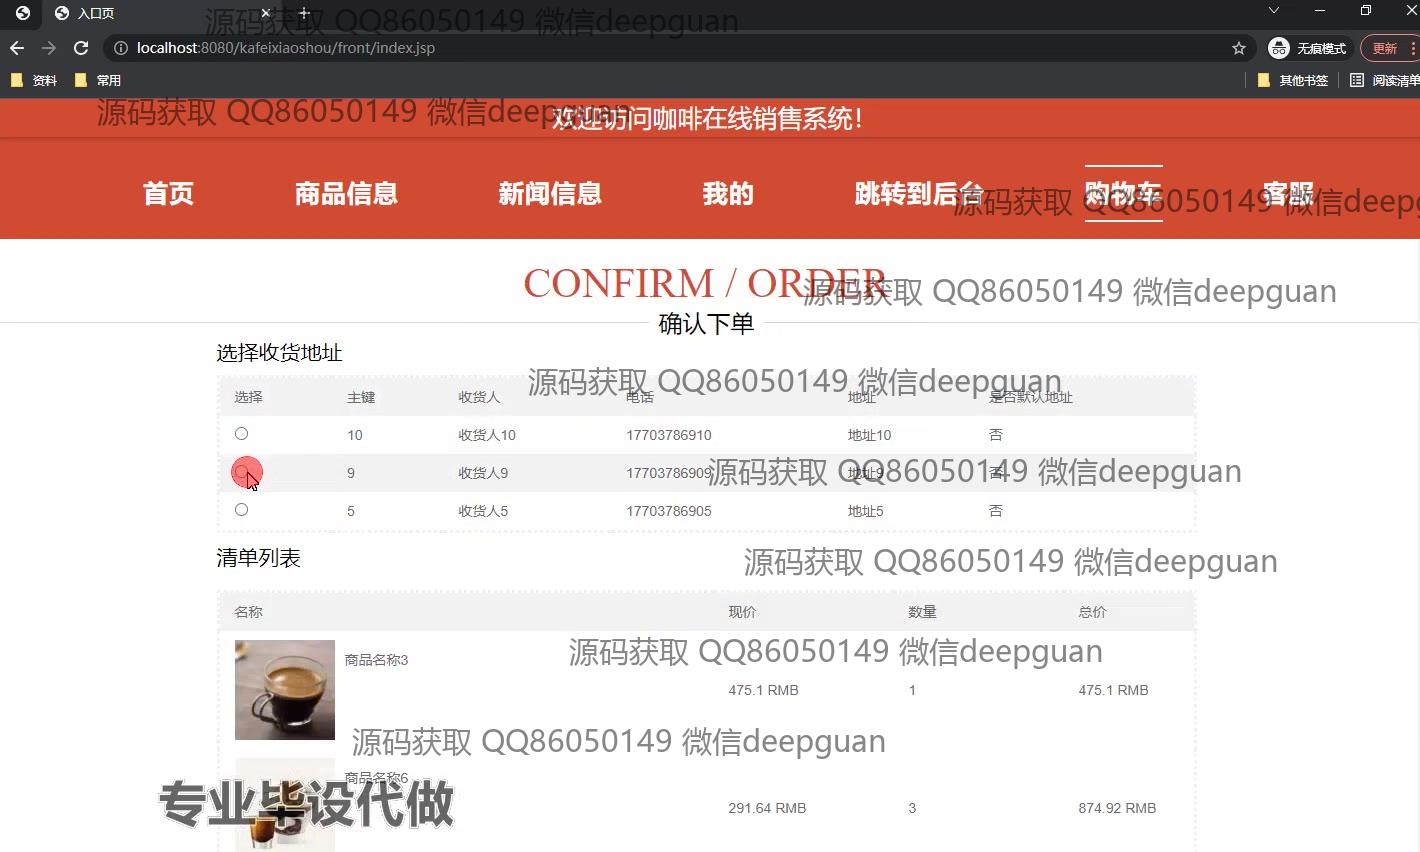 入口页
源码获取 QQ86050149 微信deepguan
localhost:8080/kafeixiaoshou/front/index.jsp
无痕模式
更新
资料
常用
其他书签
阅读清单
源码获取 QQ86050149 微信deepguan
欢迎访问咖啡在线销售系统！
首页
商品信息
新闻信息
我的
跳转到后台
购物车
客服
源码获取 QQ86050149 微信deepg
CONFIRM / ORDER
源码获取 QQ86050149 微信deepguan
确认下单
选择收货地址
源码获取 QQ86050149 微信deepguan
选择 主键 收货人 电话 地址 是否默认地址
10 收货人10 17703786910 地址10 否
9 收货人9 17703786909 地址9 否
源码获取 QQ86050149 微信deepguan
5 收货人5 17703786905 地址5 否
清单列表
源码获取 QQ86050149 微信deepguan
名称 现价 数量 总价
商品名称3
源码获取 QQ86050149 微信deepguan
475.1 RMB 1 475.1 RMB
源码获取 QQ86050149 微信deepguan
商品名称6
专业毕设代做
291.64 RMB 3 874.92 RMB